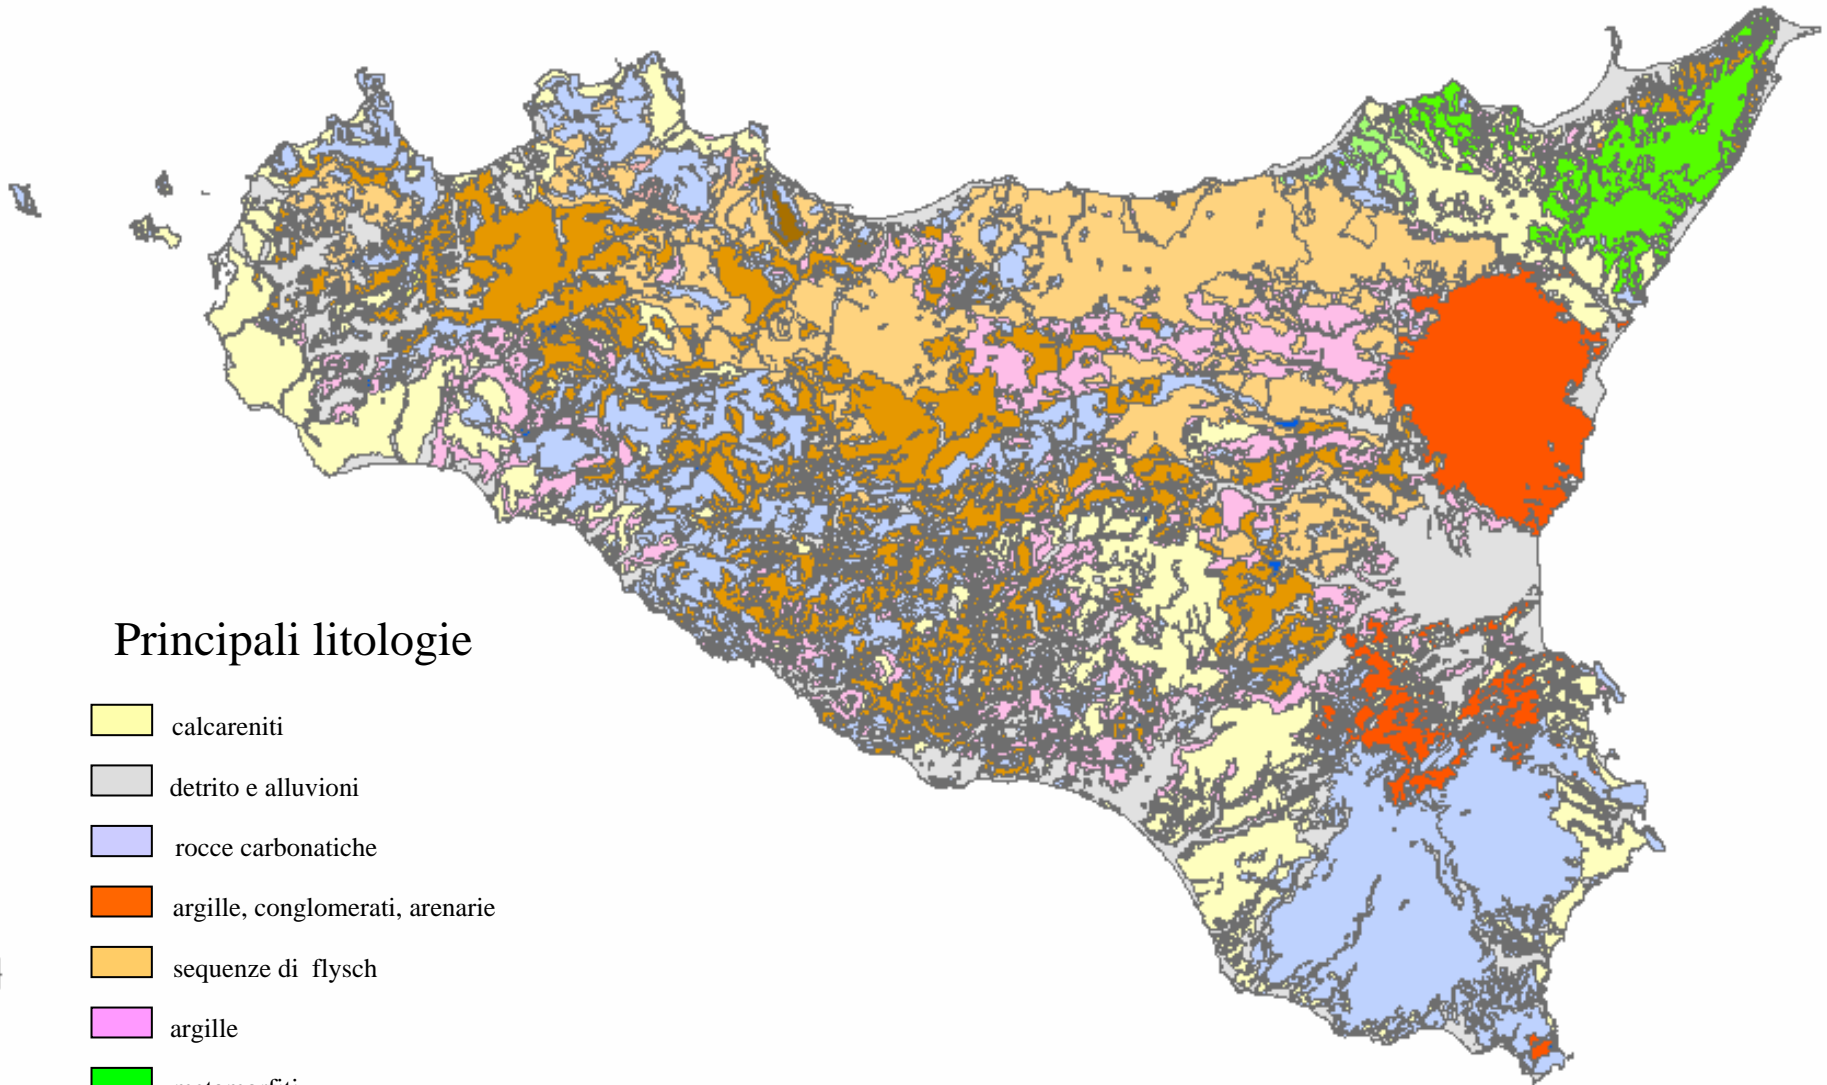 Principali litologie
calcareniti
detrito e alluvioni
rocce carbonatiche
argille, conglomerati, arenarie
sequenze di flysch
argille